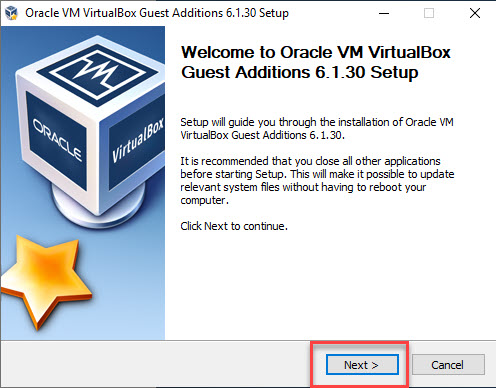 Oracle VM VirtualBox Guest Additions 6.1.30 Setup
Welcome to Oracle VM VirtualBox
Guest Additions 6.1.30 Setup
Setup will guide you through the installation of Oracle VM
VirtualBox Guest Additions 6.1.30.
It is recommended that you close all other applications
before starting Setup. This will make it possible to update
relevant system files without having to reboot your
computer.
Click Next to continue.
ORACLE
VirtualBox
Next >
Cancel